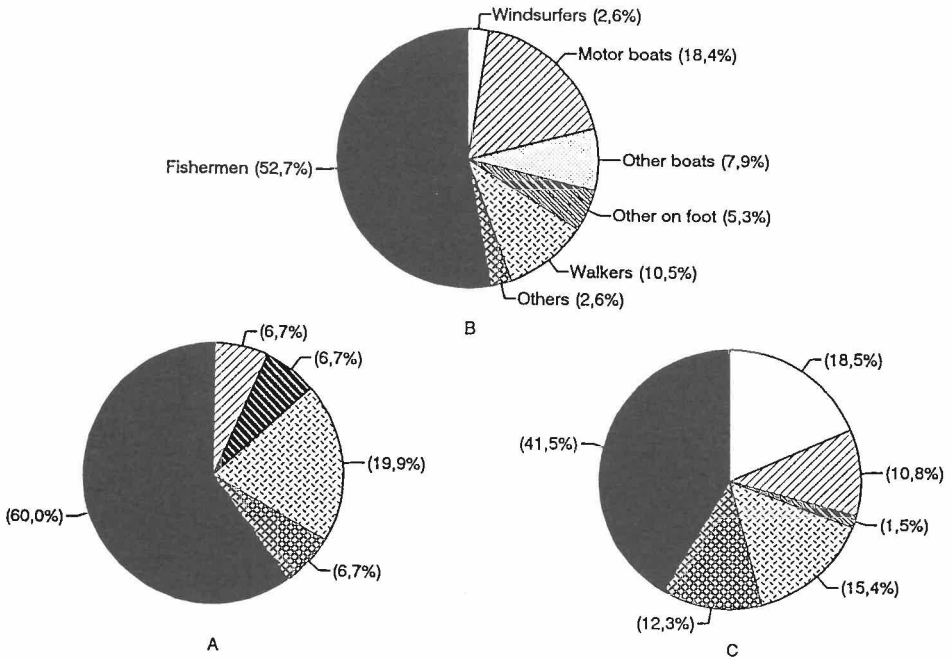 Windsurfers (2,6%)
Motor boats (18,4%)
Other boats (7,9%)
Fishermen (52,7%)
Other on foot (5,3%)
Walkers (10,5%)
Others (2,6%)
B
(6,7%)
(6,7%)
(19,9%)
(60,0%)
(6,7%)
A
(18,5%)
(41,5%)
(10,8%)
(1,5%)
(15,4%)
(12,3%)
C